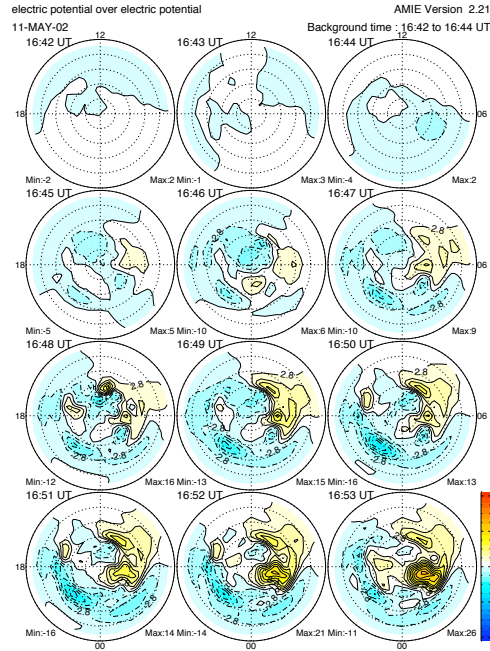 electric potential over electric potential AMIE Version 2.21
11-MAY-02 Background time : 16:42 to 16:44 UT
16:42 UT 12 16:43 UT 12 16:44 UT 12
18 06
Min:-2 Max:2 Min:-1 Max:3 Min:-4 Max:2
16:45 UT 16:46 UT 16:47 UT
2.8
18 06
Min:-5 Max:5 Min:-10 Max:6 Min:-10 Max:9
16:48 UT 16:49 UT 16:50 UT
2.8 2.8 2.8
18 06
-2.8 -2.8 -2.8
Min:-12 Max:16 Min:-13 Max:15 Min:-16 Max:13
16:51 UT 16:52 UT 16:53 UT
18
-2.8 -2.8 -2.8
Min:-16 Max:14 Min:-14 Max:21 Min:-11 Max:26
00 00 00